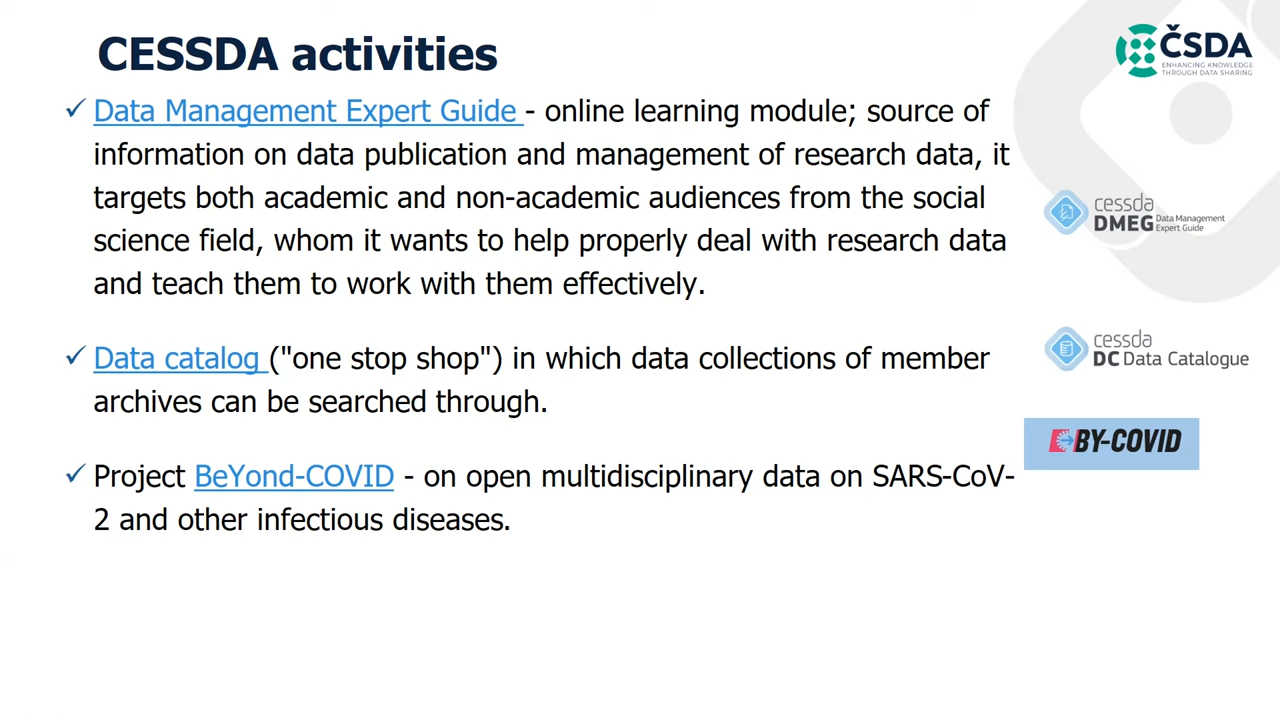 CESSDA activities
ČSDA
ENHANCING KNOWLEDGE
THROUGH DATA SHARING
✓ Data Management Expert Guide - online learning module; source of
information on data publication and management of research data, it
targets both academic and non-academic audiences from the social
science field, whom it wants to help properly deal with research data
and teach them to work with them effectively.
cessda
DMEG Data Management
Expert Guide
✓ Data catalog ("one stop shop") in which data collections of member
archives can be searched through.
cessda
DC Data Catalogue
✓ Project BeYond-COVID - on open multidisciplinary data on SARS-CoV-
2 and other infectious diseases.
BY-COVID